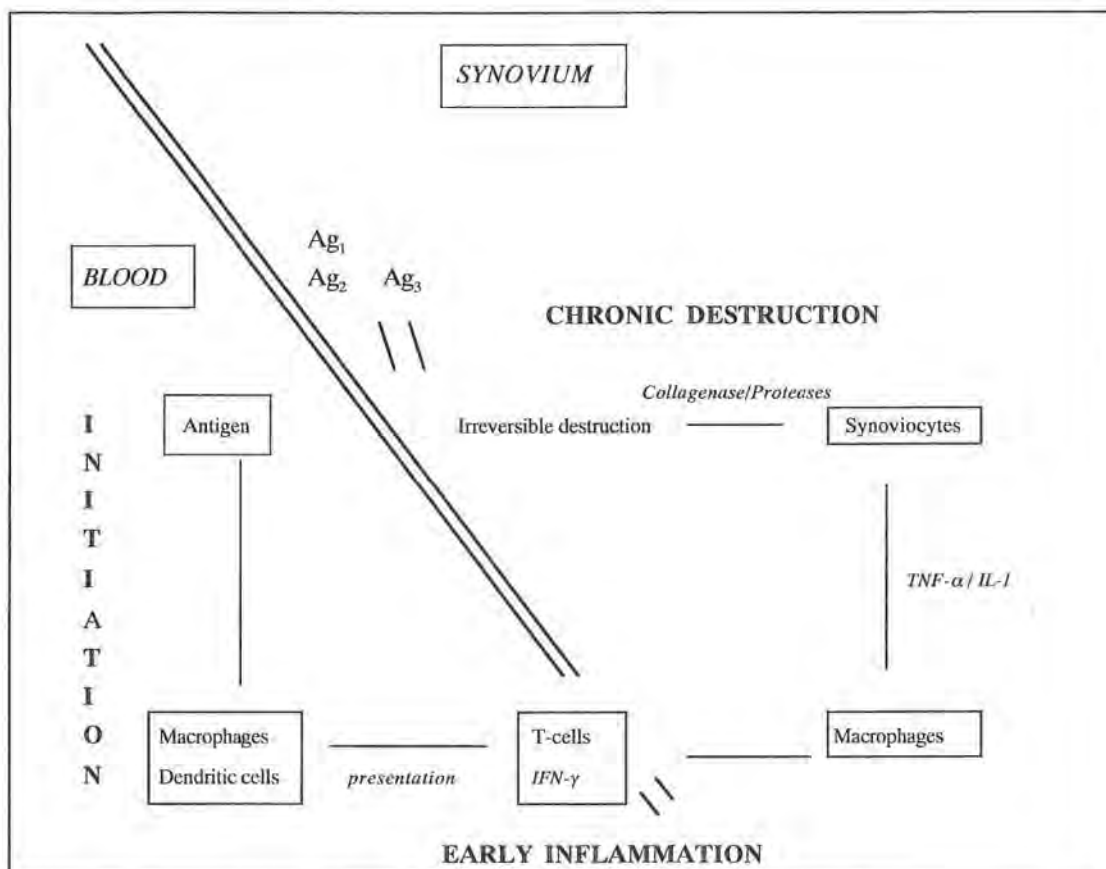 SYNOVIUM
BLOOD
Ag₁
Ag₂ Ag₃
CHRONIC DESTRUCTION
Collagenase/Proteases
INITIATION
Antigen
Irreversible destruction
Synoviocytes
TNF-α / IL-1
Macrophages
Dendritic cells
presentation
T-cells
IFN-γ
Macrophages
EARLY INFLAMMATION